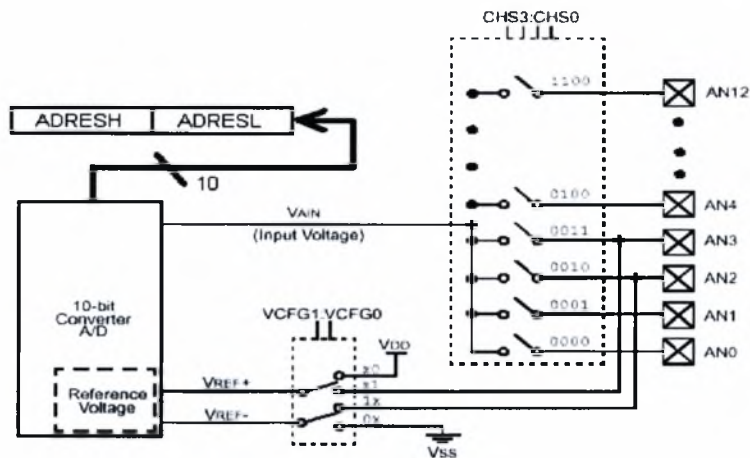 CHS3:CHS0
1100
AN12
ADRESH
ADRESL
10
0100
AN4
VAIN
(Input Voltage)
0011
AN3
0010
AN2
10-bit
Converter
A/D
VCFG1:VCFG0
0001
AN1
VDD
0000
AN0
x0
Reference
Voltage
VREF+
x1
1x
VREF-
0x
VSS